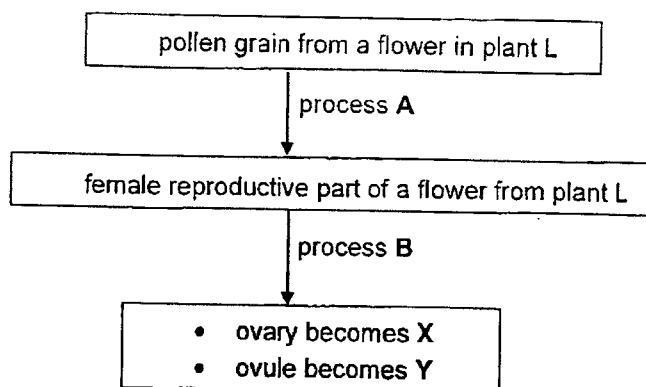 pollen grain from a flower in plant L
process A
female reproductive part of a flower from plant L
process B
• ovary becomes X
• ovule becomes Y